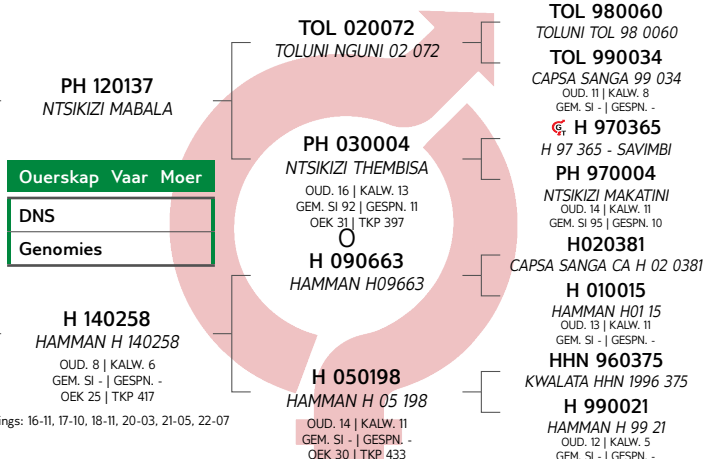 PH 120137
NTSIKIZI MABALA
Ouerskap Vaar Moer
DNS
Genomies
H 140258
HAMMAN H 140258
OUD. 8 | KALW. 6
GEM. SI - | GESPN. -
OEK 25 | TKP 417
ings: 16-11, 17-10, 18-11, 20-03, 21-05, 22-07
TOL 020072
TOLUNI NGUNI 02 072
PH 030004
NTSIKIZI THEMBISA
OUD. 16 | KALW. 13
GEM. SI 92 | GESPN. 11
OEK 31 | TKP 397
O
H 090663
HAMMAN H09663
H 050198
HAMMAN H 05 198
OUD. 14 | KALW. 11
GEM. SI - | GESPN. -
OEK 30 | TKP 433
TOL 980060
TOLUNI TOL 98 0060
TOL 990034
CAPSA SANGA 99 034
OUD. 11 | KALW. 8
GEM. SI - | GESPN. -
H 970365
H 97 365 - SAVIMBI
PH 970004
NTSIKIZI MAKATINI
OUD. 14 | KALW. 11
GEM. SI 95 | GESPN. 10
H020381
CAPSA SANGA CA H 02 0381
H 010015
HAMMAN H01 15
OUD. 13 | KALW. 11
GEM. SI - | GESPN. -
HHN 960375
KWALATA HHN 1996 375
H 990021
HAMMAN H 99 21
OUD. 12 | KALW. 5
GEM. SI - | GESPN. -